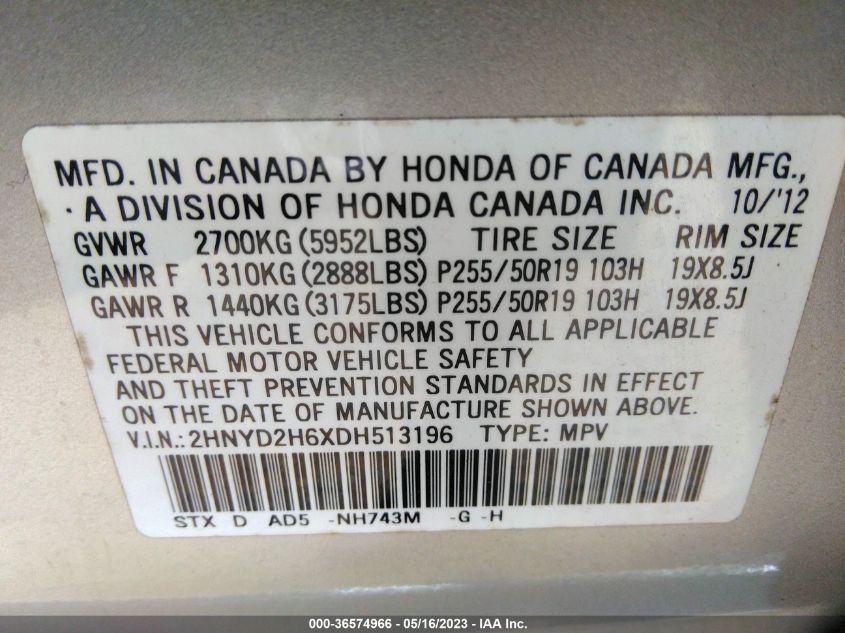 MFD. IN CANADA BY HONDA OF CANADA MFG.,
· A DIVISION OF HONDA CANADA INC. 10/'12
GVWR 2700KG (5952LBS) TIRE SIZE RIM SIZE
GAWR F 1310KG (2888LBS) P255/50R19 103H 19X8.5J
GAWR R 1440KG (3175LBS) P255/50R19 103H 19X8.5J
THIS VEHICLE CONFORMS TO ALL APPLICABLE
FEDERAL MOTOR VEHICLE SAFETY
AND THEFT PREVENTION STANDARDS IN EFFECT
ON THE DATE OF MANUFACTURE SHOWN ABOVE.
V.I.N.: 2HNYD2H6XDH513196 TYPE: MPV
STX D AD5 -NH743M -G -H
000-36574966 - 05/16/2023 - IAA Inc.